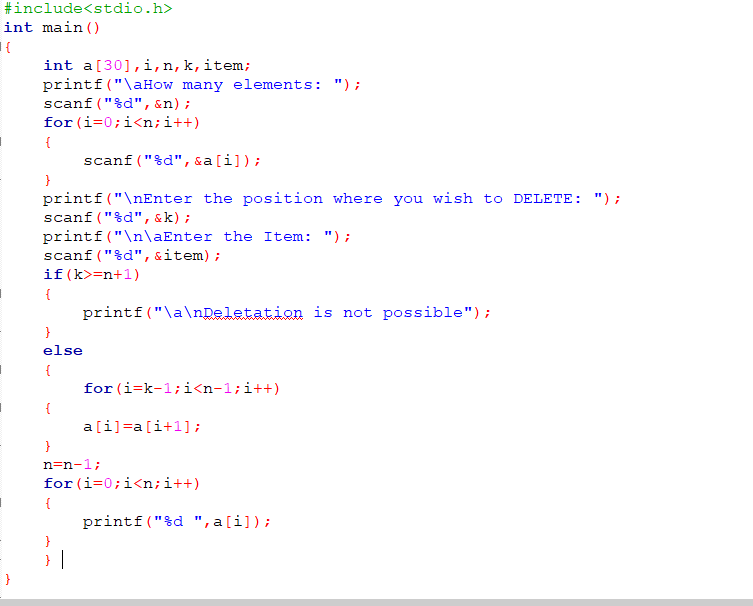 #include<stdio.h>
int main()
{
    int a[30],i,n,k,item;
    printf("\aHow many elements: ");
    scanf("%d",&n);
    for(i=0;i<n;i++)
    {
        scanf("%d",&a[i]);
    }
    printf("\nEnter the position where you wish to DELETE: ");
    scanf("%d",&k);
    printf("\n\aEnter the Item: ");
    scanf("%d",&item);
    if(k>=n+1)
    {
        printf("\a\nDeletation is not possible");
    }
    else
    {
        for(i=k-1;i<n-1;i++)
    {
        a[i]=a[i+1];
    }
    n=n-1;
    for(i=0;i<n;i++)
    {
        printf("%d ",a[i]);
    }
    }
}